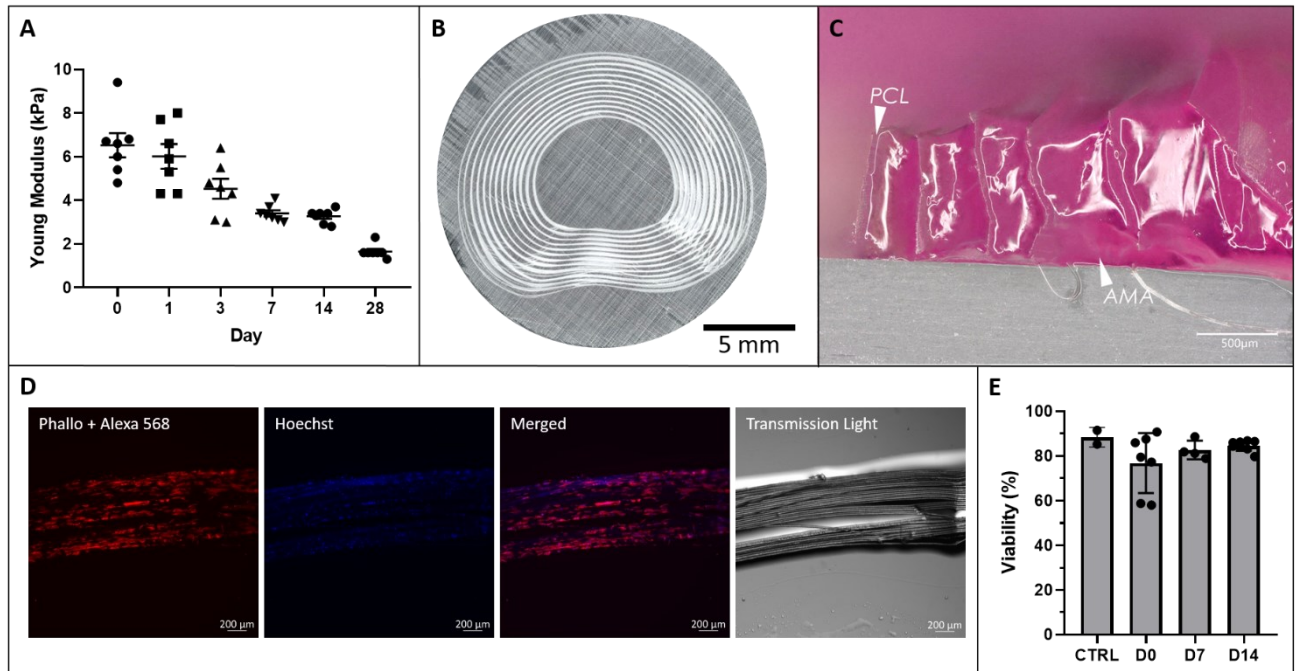 A
Young Modulus (kPa)
10
8
6
4
2
0
0 1 3 7 14 28
Day
B
5 mm
C
PCL
AMA
500µm
D
Phallo + Alexa 568
200 µm
Hoechst
200 µm
Merged
200 µm
Transmission Light
200 µm
E
Viability (%)
100
80
60
40
20
0
CTRL D0 D7 D14